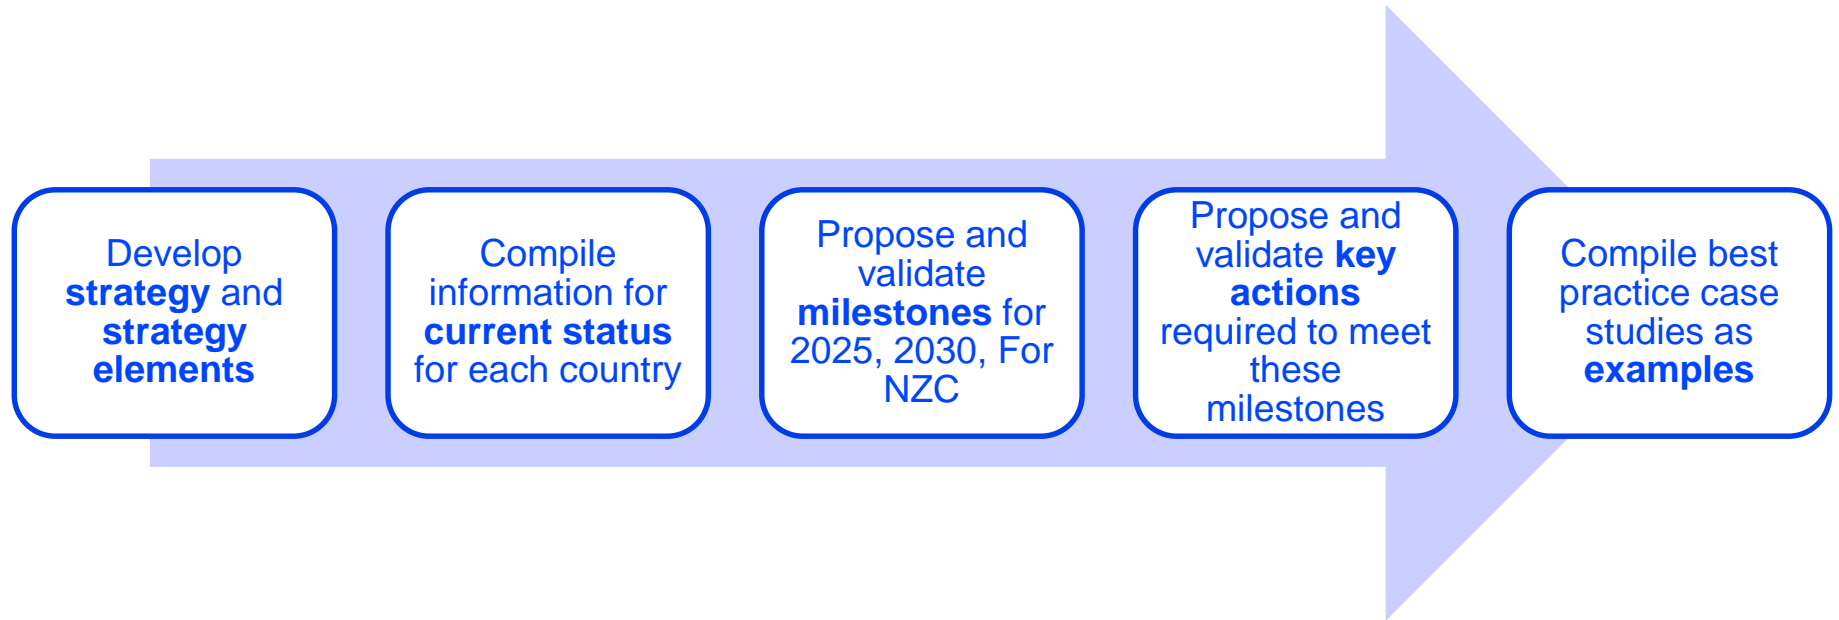 Develop
strategy and
strategy
elements
Compile
information for
current status
for each country
Propose and
validate
milestones for
2025, 2030, For
NZC
Propose and
validate key
actions
required to meet
these
milestones
Compile best
practice case
studies as
examples